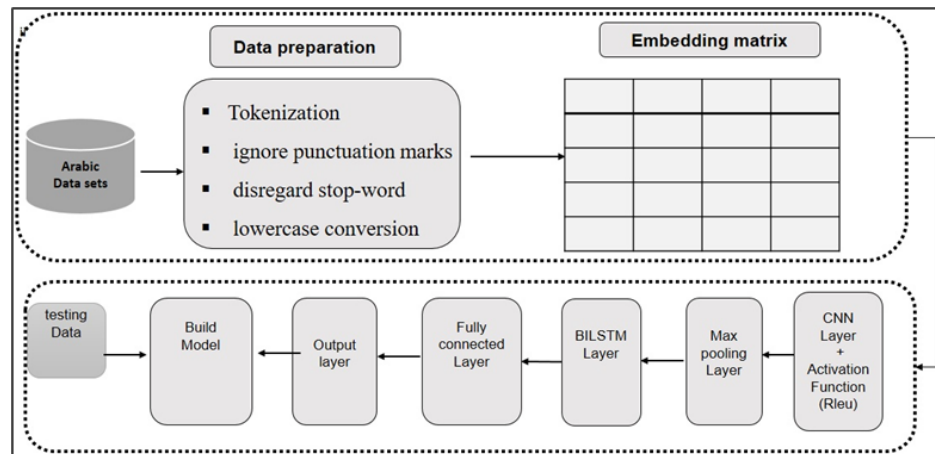 Data preparation
Embedding matrix
Arabic
Data sets
▪ Tokenization
▪ ignore punctuation marks
▪ disregard stop-word
▪ lowercase conversion
testing
Data
Build
Model
Output
layer
Fully
connected
Layer
BILSTM
Layer
Max
pooling
Layer
CNN
Layer
+
Activation
Function
(Rleu)